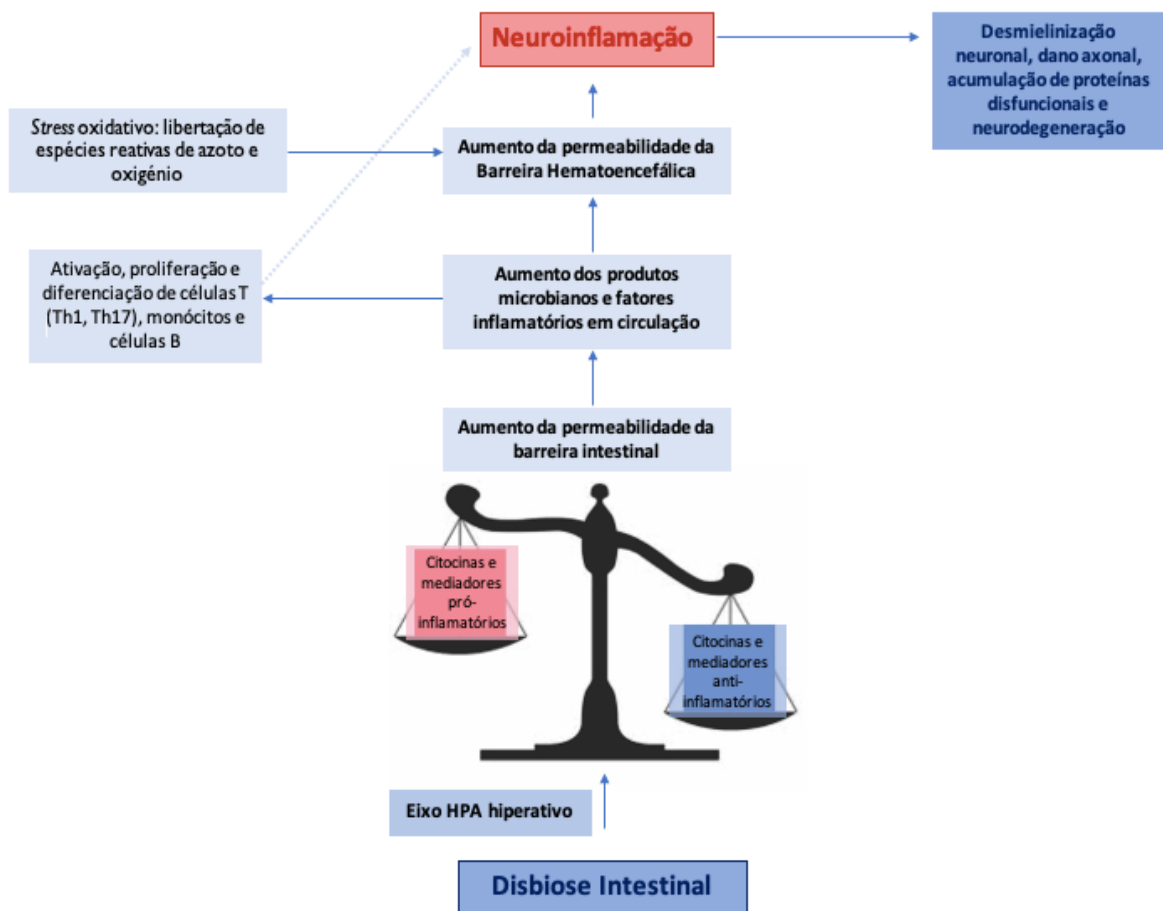 Neuroinflamação
Desmielinização
neuronal, dano axonal,
acumulação de proteínas
disfuncionais e
neurodegeneração
Stress oxidativo: libertação de
espécies reativas de azoto e
oxigénio
Aumento da permeabilidade da
Barreira Hematoencefálica
Ativação, proliferação e
diferenciação de células T
(Th1, Th17), monócitos e
células B
Aumento dos produtos
microbianos e fatores
inflamatórios em circulação
Aumento da permeabilidade da
barreira intestinal
Citocinas e
mediadores
pró-
inflamatórios
Citocinas e
mediadores
anti-
inflamatórios
Eixo HPA hiperativo
Disbiose Intestinal